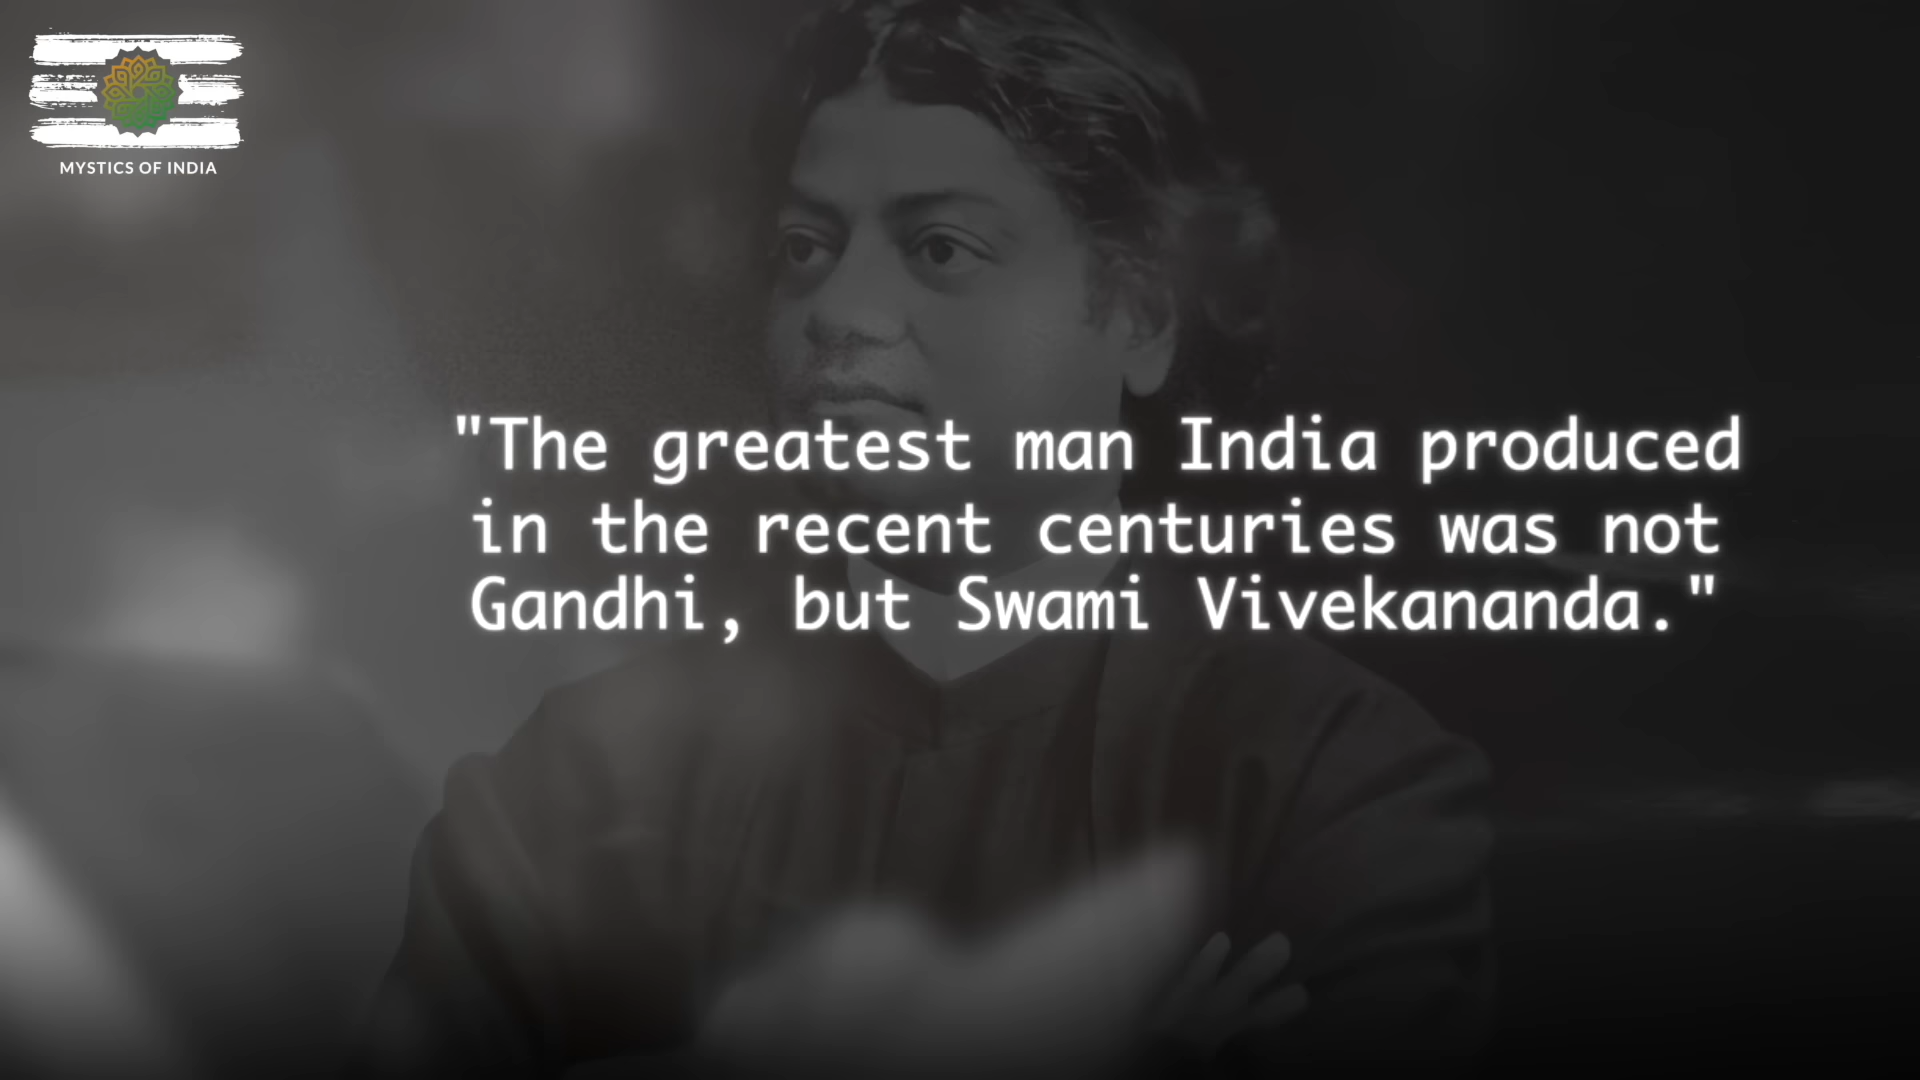 MYSTICS OF INDIA
"The greatest man India produced
in the recent centuries was not
Gandhi, but Swami Vivekananda."